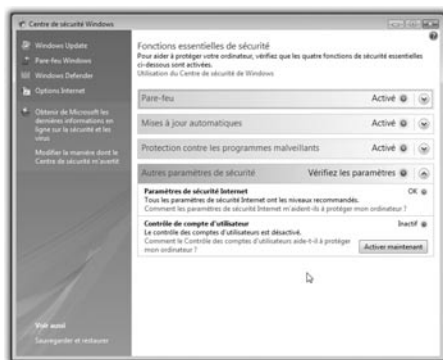 Centre de sécurité Windows
Windows Update
Pare-feu Windows
Windows Defender
Options Internet
Obtenir de Microsoft les
dernières informations en
ligne sur la sécurité et les
virus
Modifier la manière dont le
Centre de sécurité m'avertit
Voir aussi
Sauvegarder et restaurer
Fonctions essentielles de sécurité
Pour aider à protéger votre ordinateur, vérifiez que les quatre fonctions de sécurité essentielles
ci-dessous sont activées.
Utilisation du Centre de sécurité de Windows
Pare-feu Activé
Mises à jour automatiques Activé
Protection contre les programmes malveillants Activé
Autres paramètres de sécurité Vérifiez les paramètres
Paramètres de sécurité Internet OK
Tous les paramètres de sécurité Internet ont les niveaux recommandés.
Comment les paramètres de sécurité Internet m'aident-ils à protéger mon ordinateur ?
Contrôle de compte d'utilisateur Inactif
Le contrôle des comptes d'utilisateurs est désactivé.
Comment le Contrôle des comptes d'utilisateurs aide-t-il à protéger
mon ordinateur ? Activer maintenant